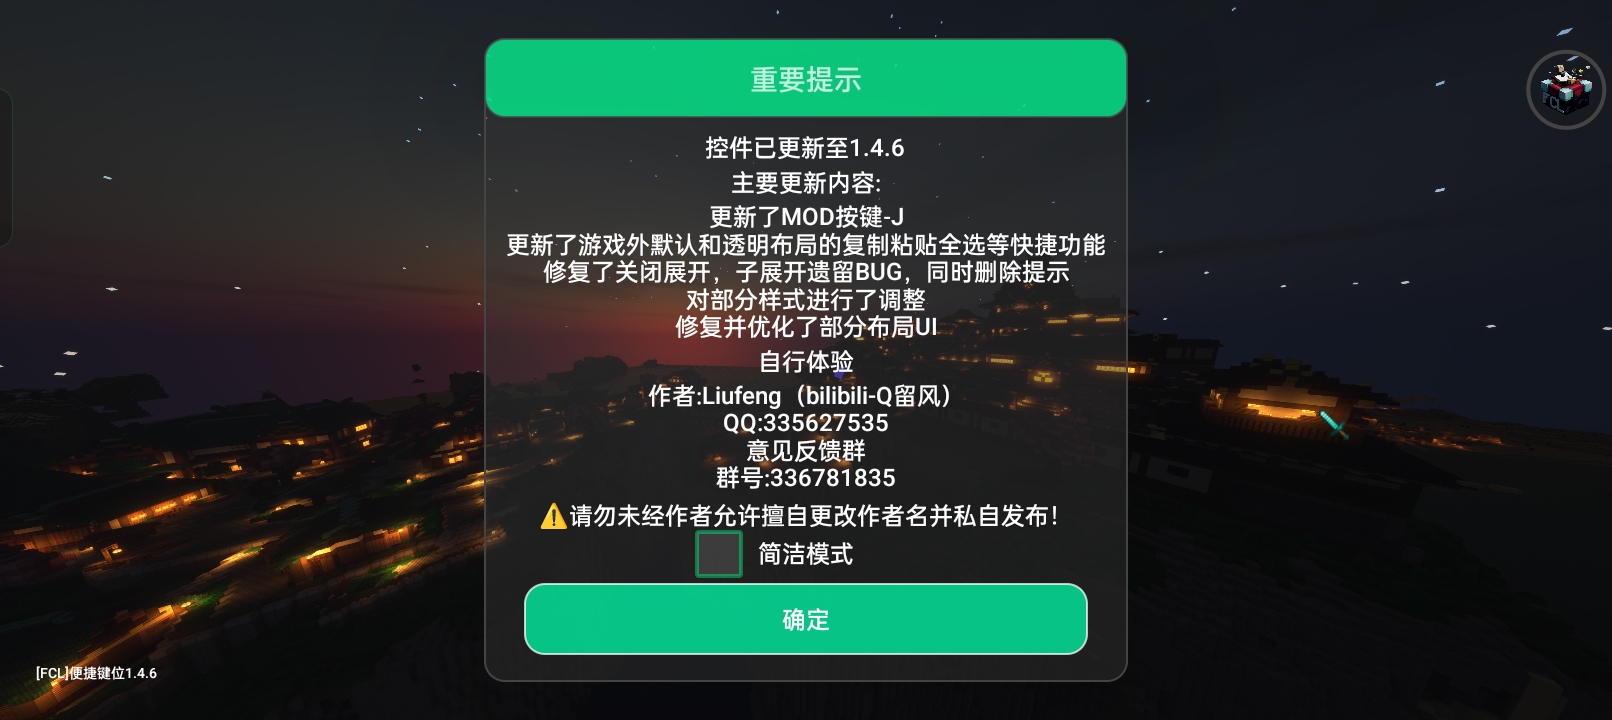 重要提示
控件已更新至1.4.6
主要更新内容:
更新了MOD按键-J
更新了游戏外默认和透明布局的复制粘贴全选等快捷功能
修复了关闭展开，子展开遗留BUG，同时删除提示
对部分样式进行了调整
修复并优化了部分布局UI
自行体验
作者:Liufeng（bilibili-Q留风）
QQ:335627535
意见反馈群
群号:336781835
⚠️请勿未经作者允许擅自更改作者名并私自发布！
简洁模式
确定
[FCL]便捷键位1.4.6
FCL